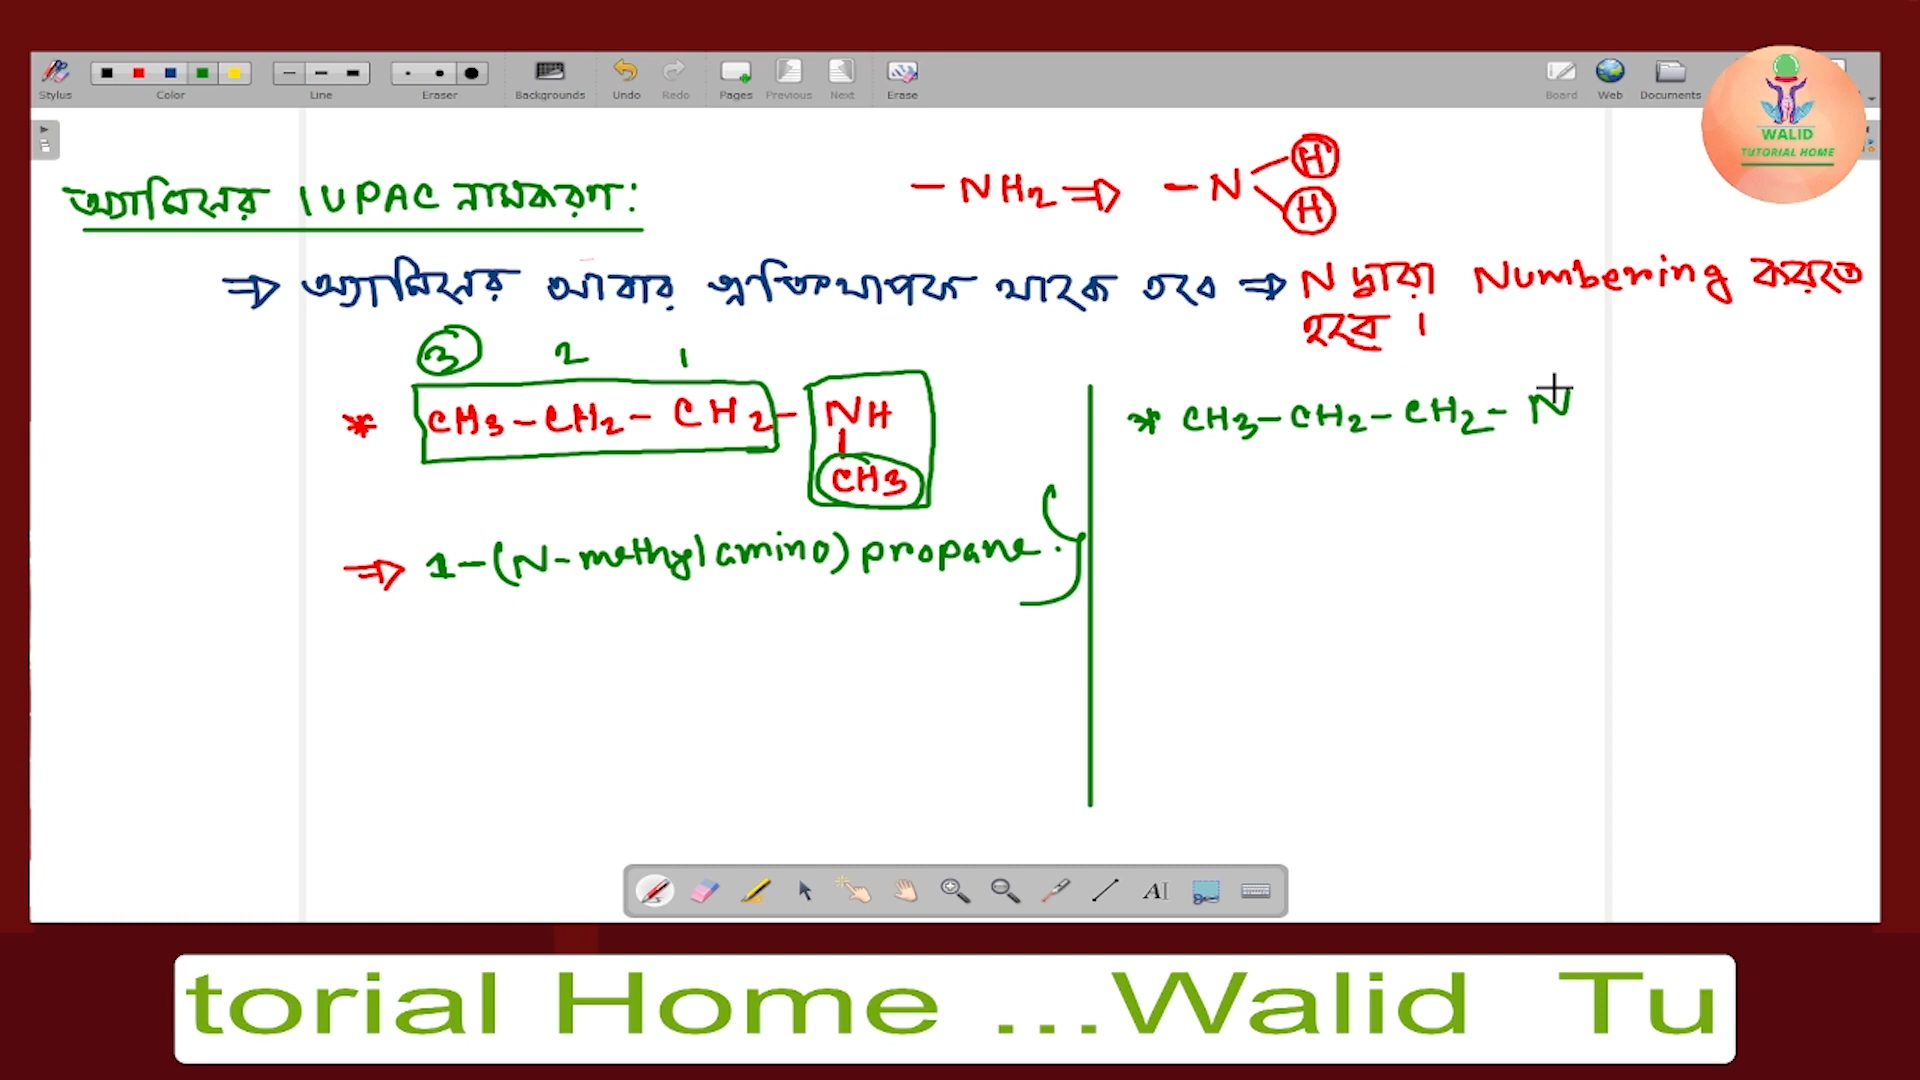 Stylus Color Line Eraser Backgrounds Undo Redo Pages Previous Next Erase Board Web Documents
WALID
TUTORIAL HOME
অ্যামিনের IUPAC নামকরণ:
-NH2 ⇒ -N
H
H
⇒ অ্যামিনের আবার প্রতিস্থাপক থাকে তবে ⇒ N দ্বারা Numbering করতে
হবে ।
3 2 1
* CH3-CH2-CH2-NH
CH3
⇒ 1-(N-methylamino)propane.
* CH3-CH2-CH2-N
AI
torial Home ...Walid Tu